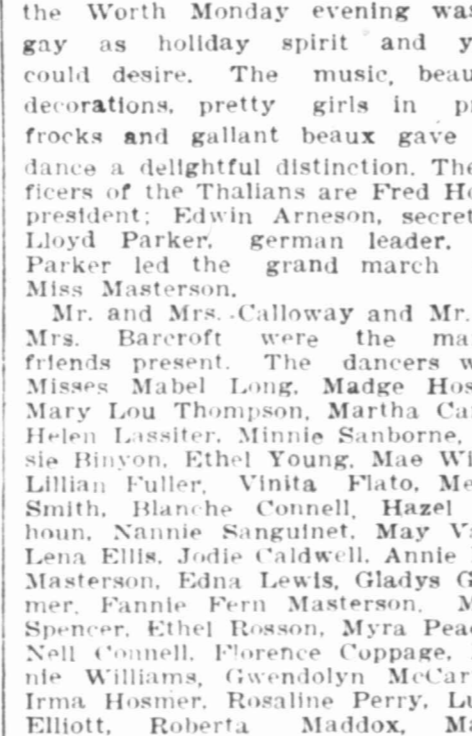 the Worth Monday evening was
gay as holiday spirit and y
could desire. The music, beau
decorations, pretty girls in p
frocks and gallant beaux gave
dance a delightful distinction. The
ficers of the Thalians are Fred Ho
president; Edwin Arneson, secret
Lloyd Parker, german leader.
Parker led the grand march
Miss Masterson.
Mr. and Mrs. Calloway and Mr.
Mrs. Barcroft were the ma
friends present. The dancers w
Misses Mabel Long, Madge Hos
Mary Lou Thompson, Martha Ca
Helen Lassiter, Minnie Sanborne,
sie Binyon, Ethel Young, Mae Wi
Lillian Fuller, Vinita Flato, Me
Smith, Blanche Connell, Hazel
houn, Nannie Sanguinet, May Va
Lena Ellis, Jodie Caldwell, Annie
Masterson, Edna Lewis, Gladys G
mer, Fannie Fern Masterson, M
Spencer, Ethel Rosson, Myra Pea
Nell Connell, Florence Coppage,
nie Williams, Gwendolyn McCar
Irma Hosmer, Rosaline Perry, Lu
Elliott, Roberta Maddox, Ma